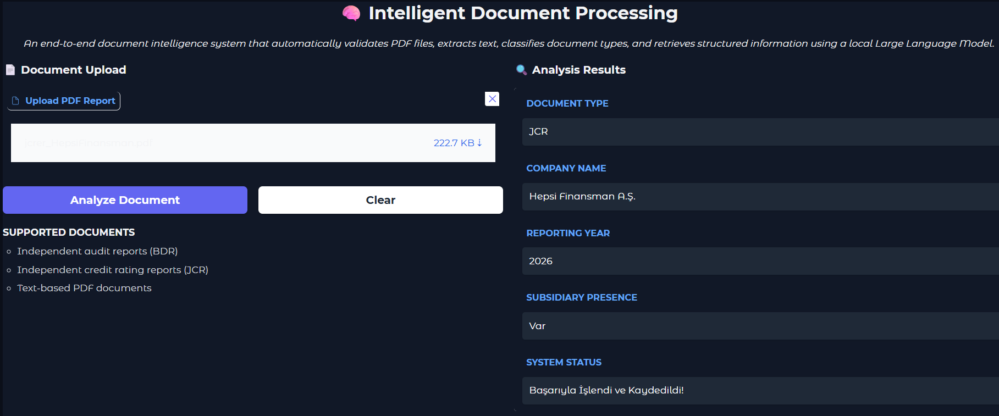 Intelligent Document Processing
An end-to-end document intelligence system that automatically validates PDF files, extracts text, classifies document types, and retrieves structured information using a local Large Language Model.
Document Upload
Upload PDF Report
jcrer_HepsiFinansman.pdf
222.7 KB ↓
Analyze Document
Clear
SUPPORTED DOCUMENTS
Independent audit reports (BDR)
Independent credit rating reports (JCR)
Text-based PDF documents
Analysis Results
DOCUMENT TYPE
JCR
COMPANY NAME
Hepsi Finansman A.Ş.
REPORTING YEAR
2026
SUBSIDIARY PRESENCE
Var
SYSTEM STATUS
Başarıyla İşlendi ve Kaydedildi!